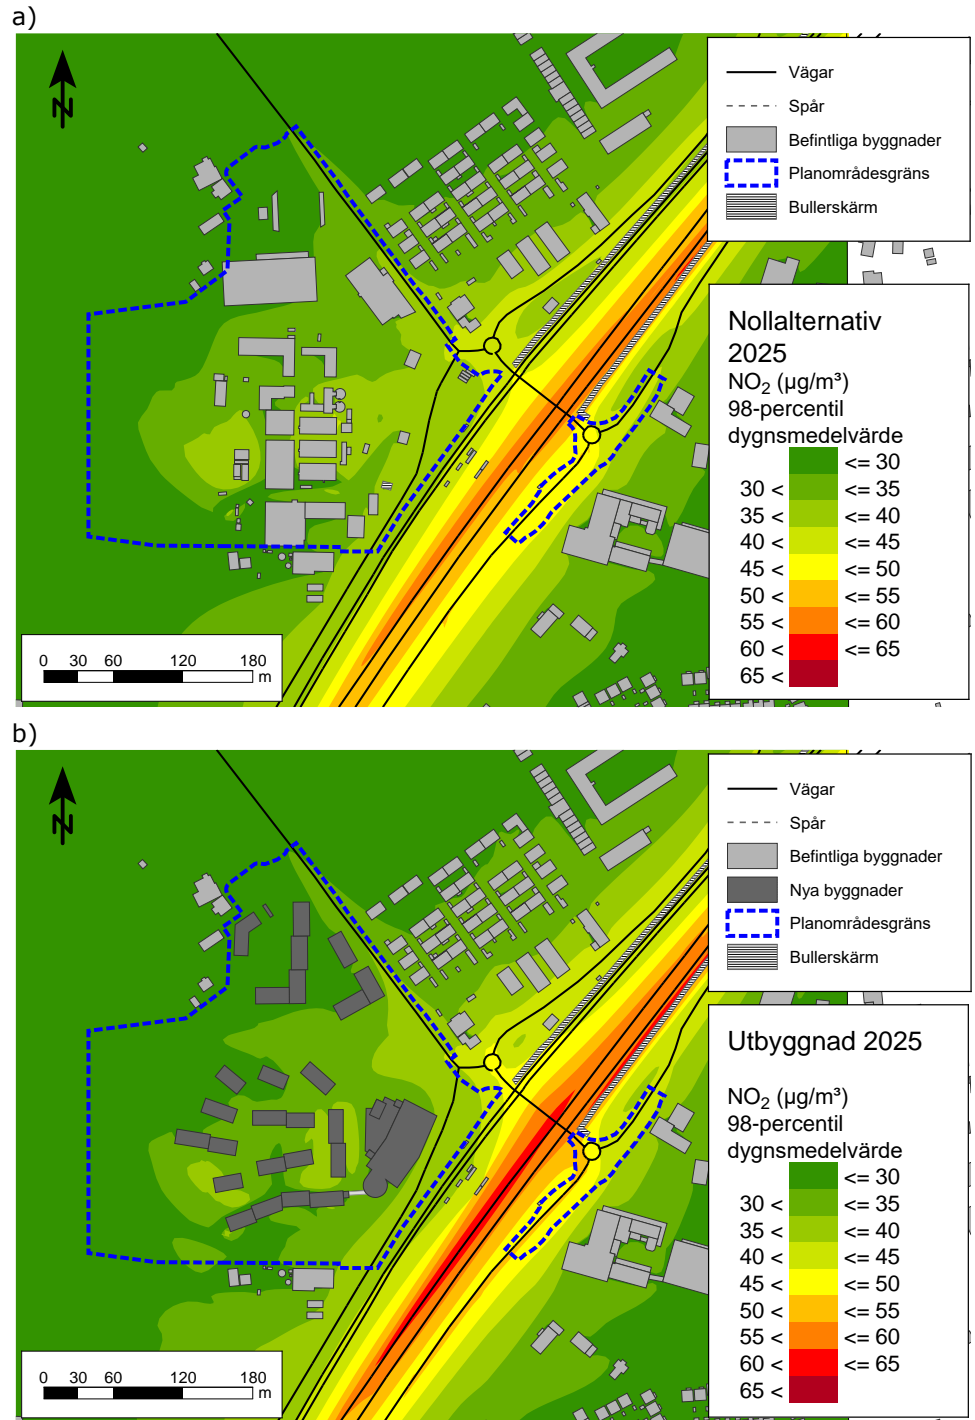 a)
N
Vägar
Spår
Befintliga byggnader
Planområdesgräns
Bullerskärm
Nollalternativ
2025
NO₂ (µg/m³)
98-percentil
dygnsmedelvärde
<= 30
30 < <= 35
35 < <= 40
40 < <= 45
45 < <= 50
50 < <= 55
55 < <= 60
60 < <= 65
65 <
0 30 60 120 180
m
b)
N
Vägar
Spår
Befintliga byggnader
Nya byggnader
Planområdesgräns
Bullerskärm
Utbyggnad 2025
NO₂ (µg/m³)
98-percentil
dygnsmedelvärde
<= 30
30 < <= 35
35 < <= 40
40 < <= 45
45 < <= 50
50 < <= 55
55 < <= 60
60 < <= 65
65 <
0 30 60 120 180
m